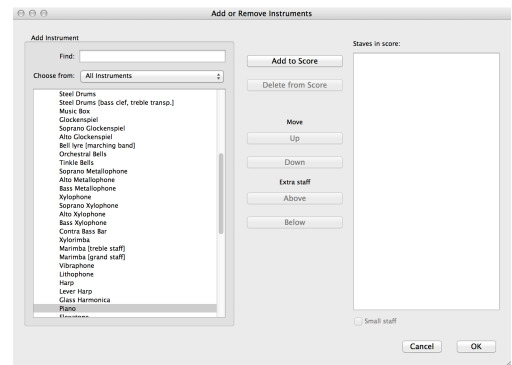 Add or Remove Instruments
Add Instrument
Find:
Choose from: All Instruments
Steel Drums
Steel Drums [bass clef, treble transp.]
Music Box
Glockenspiel
Soprano Glockenspiel
Alto Glockenspiel
Bell lyre [marching band]
Orchestral Bells
Tinkle Bells
Soprano Metallophone
Alto Metallophone
Bass Metallophone
Xylophone
Soprano Xylophone
Alto Xylophone
Bass Xylophone
Contra Bass Bar
Xylorimba
Marimba [treble staff]
Marimba [grand staff]
Vibraphone
Lithophone
Harp
Lever Harp
Glass Harmonica
Piano
Add to Score
Delete from Score
Move
Up
Down
Extra staff
Above
Below
Staves in score:
Small staff
Cancel
OK